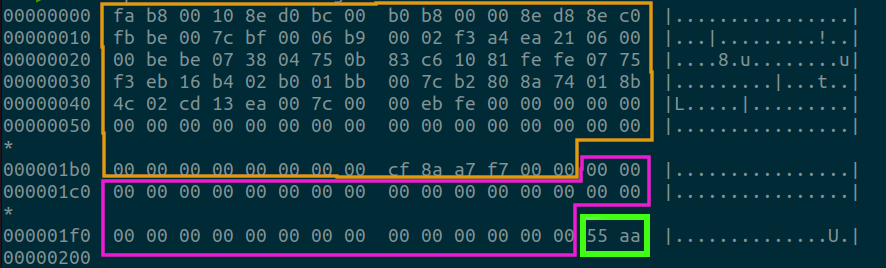 00000000 fa b8 00 10 8e d0 bc 00 b0 b8 00 00 8e d8 8e c0 |................|
00000010 fb be 00 7c bf 00 06 b9 00 02 f3 a4 ea 21 06 00 |...|.........!..|
00000020 00 be be 07 38 04 75 0b 83 c6 10 81 fe fe 07 75 |....8.u........u|
00000030 f3 eb 16 b4 02 b0 01 bb 00 7c b2 80 8a 74 01 8b |.........|...t..|
00000040 4c 02 cd 13 ea 00 7c 00 00 eb fe 00 00 00 00 00 |L.....|.........|
00000050 00 00 00 00 00 00 00 00 00 00 00 00 00 00 00 00 |................|
*
000001b0 00 00 00 00 00 00 00 00 cf 8a a7 f7 00 00 00 00 |................|
000001c0 00 00 00 00 00 00 00 00 00 00 00 00 00 00 00 00 |................|
*
000001f0 00 00 00 00 00 00 00 00 00 00 00 00 00 00 55 aa |..............U.|
00000200